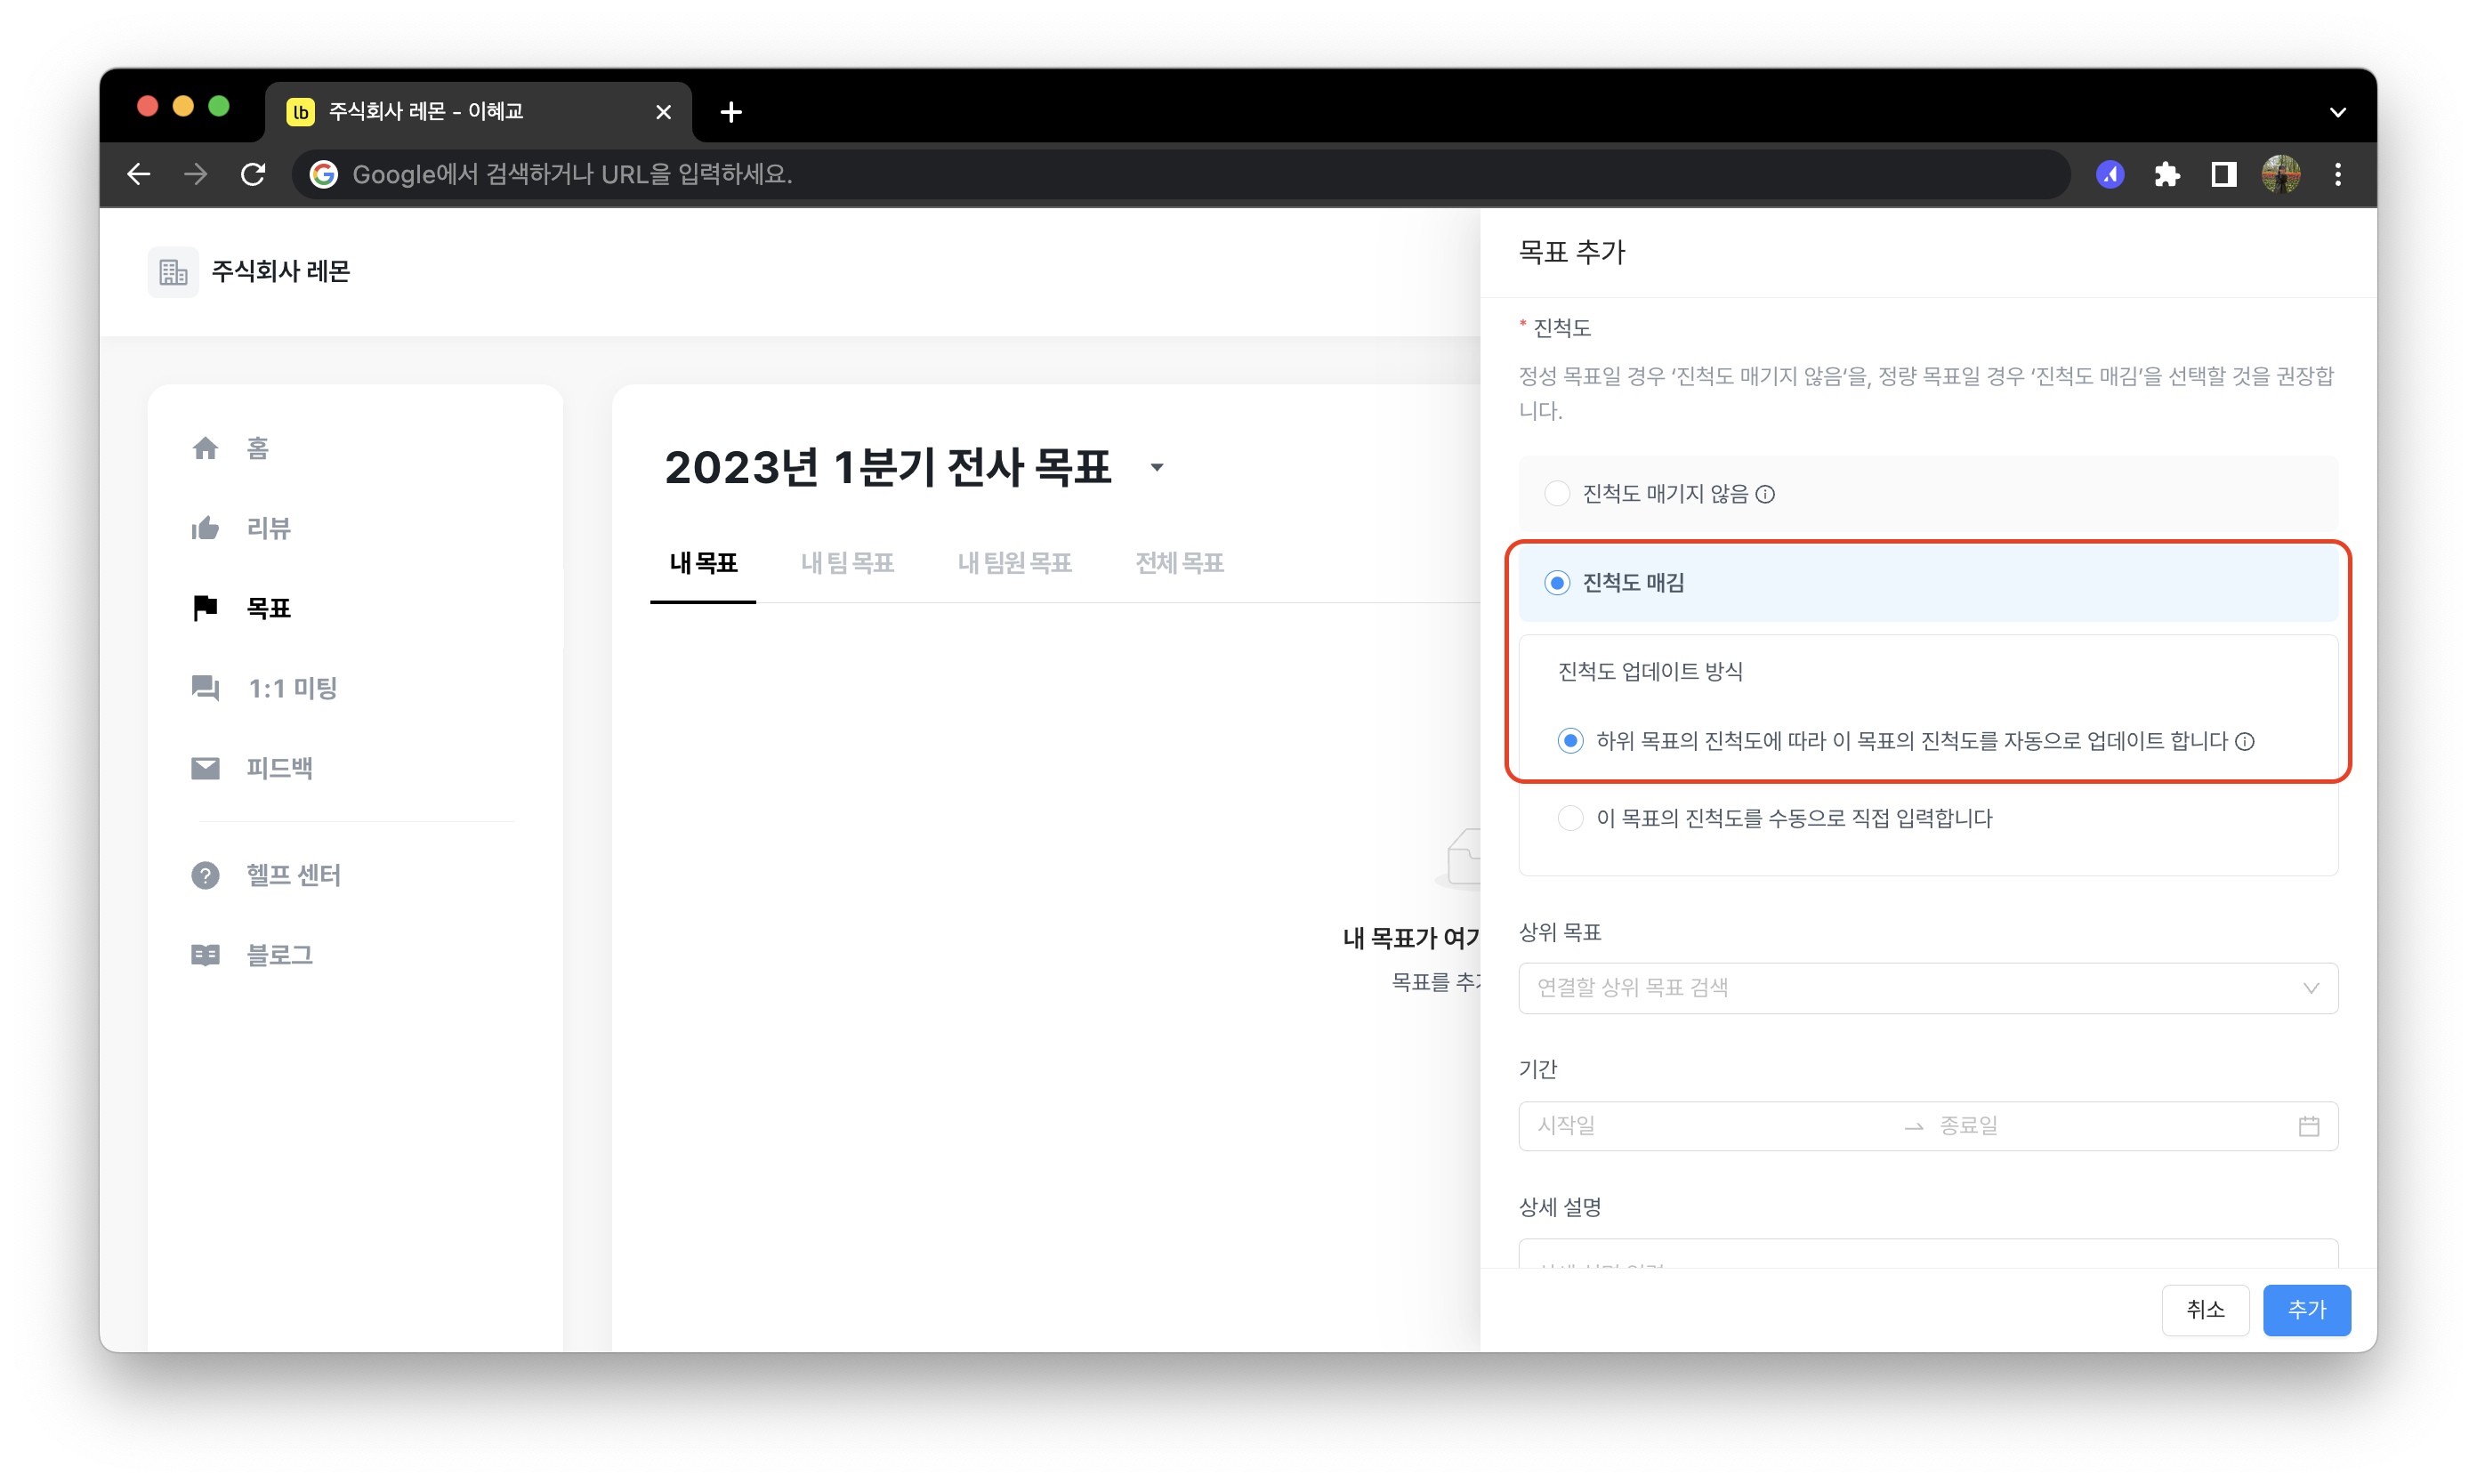 lb 주식회사 레몬 - 이혜교
Google에서 검색하거나 URL을 입력하세요.
주식회사 레몬
홈
리뷰
목표
1:1 미팅
피드백
헬프 센터
블로그
2023년 1분기 전사 목표
내 목표 내 팀 목표 내 팀원 목표 전체 목표
내 목표가 여기
목표를 추가
목표 추가
* 진척도
정성 목표일 경우 ‘진척도 매기지 않음’을, 정량 목표일 경우 ‘진척도 매김’을 선택할 것을 권장합
니다.
진척도 매기지 않음
진척도 매김
진척도 업데이트 방식
하위 목표의 진척도에 따라 이 목표의 진척도를 자동으로 업데이트 합니다
이 목표의 진척도를 수동으로 직접 입력합니다
상위 목표
연결할 상위 목표 검색
기간
시작일 → 종료일
상세 설명
취소 추가